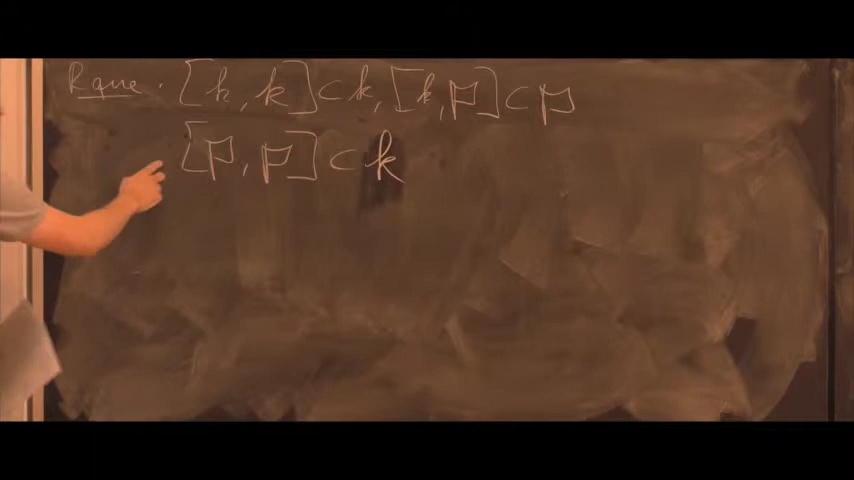 Rque. [k, k] ⊂ k, [k, p] ⊂ p
[p, p] ⊂ k